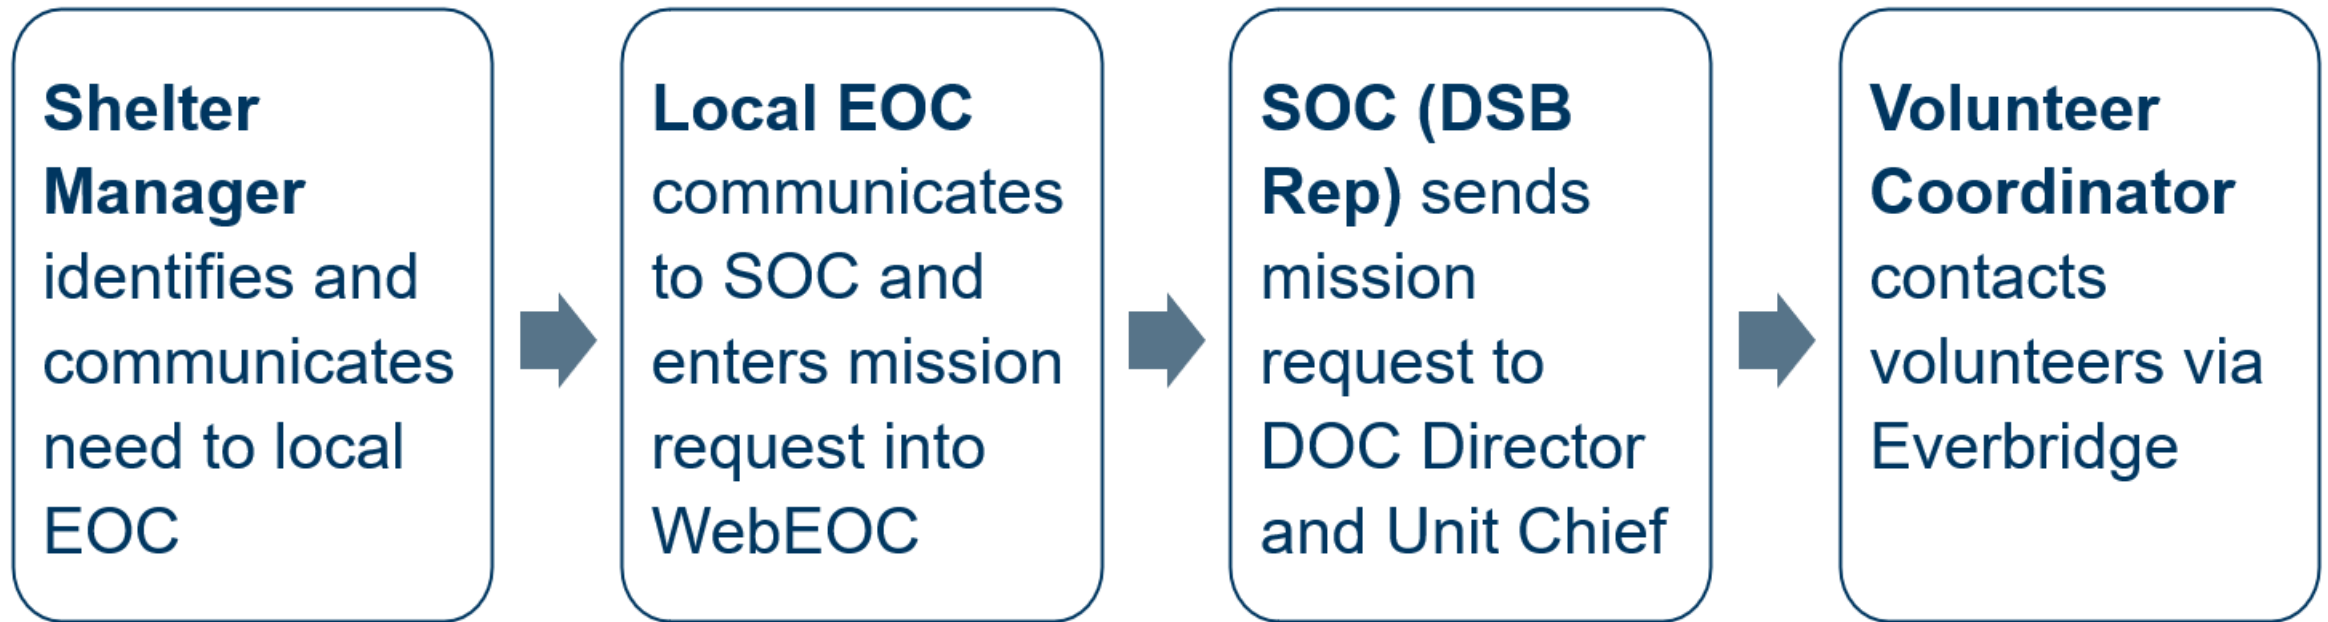 Shelter
Manager
identifies and
communicates
need to local
EOC
Local EOC
communicates
to SOC and
enters mission
request into
WebEOC
SOC (DSB
Rep) sends
mission
request to
DOC Director
and Unit Chief
Volunteer
Coordinator
contacts
volunteers via
Everbridge